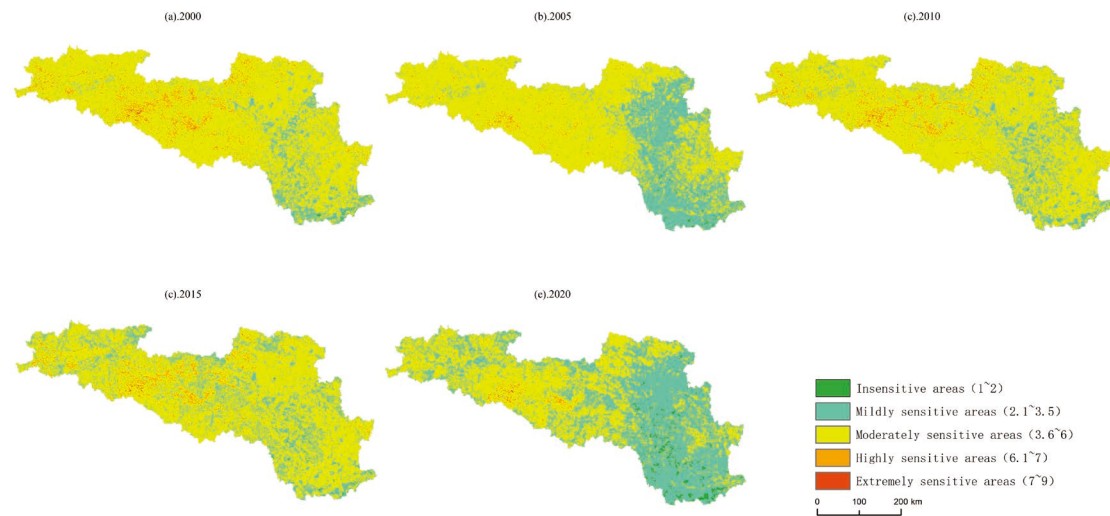 (a).2000
(b).2005
(c).2010
(c).2015
(e).2020
Insensitive areas (1~2)
Mildly sensitive areas (2.1~3.5)
Moderately sensitive areas (3.6~6)
Highly sensitive areas (6.1~7)
Extremely sensitive areas (7~9)
0 100 200 km